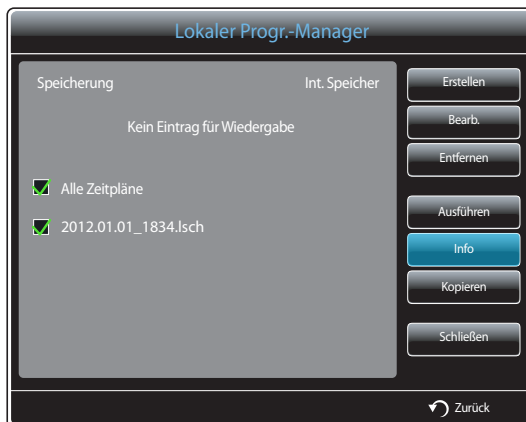 Lokaler Progr.-Manager
Speicherung Int. Speicher
Kein Eintrag für Wiedergabe
Alle Zeitpläne
2012.01.01_1834.lsch
Erstellen
Bearb.
Entfernen
Ausführen
Info
Kopieren
Schließen
Zurück